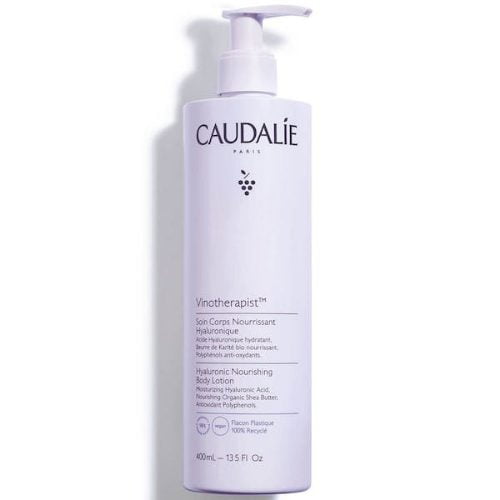 CAUDALÍE
PARIS
Vinotherapist™
Soin Corps Nourrissant
Hyaluronique
Acide Hyaluronique hydratant,
Beurre de Karité bio nourrissant,
Polyphénols anti-oxydants.
Hyaluronic Nourishing
Body Lotion
Moisturizing Hyaluronic Acid,
Nourishing Organic Shea Butter,
Antioxidant Polyphenols.
vegan
Flacon Plastique
100% Recyclé
400mL – 13.5 Fl Oz